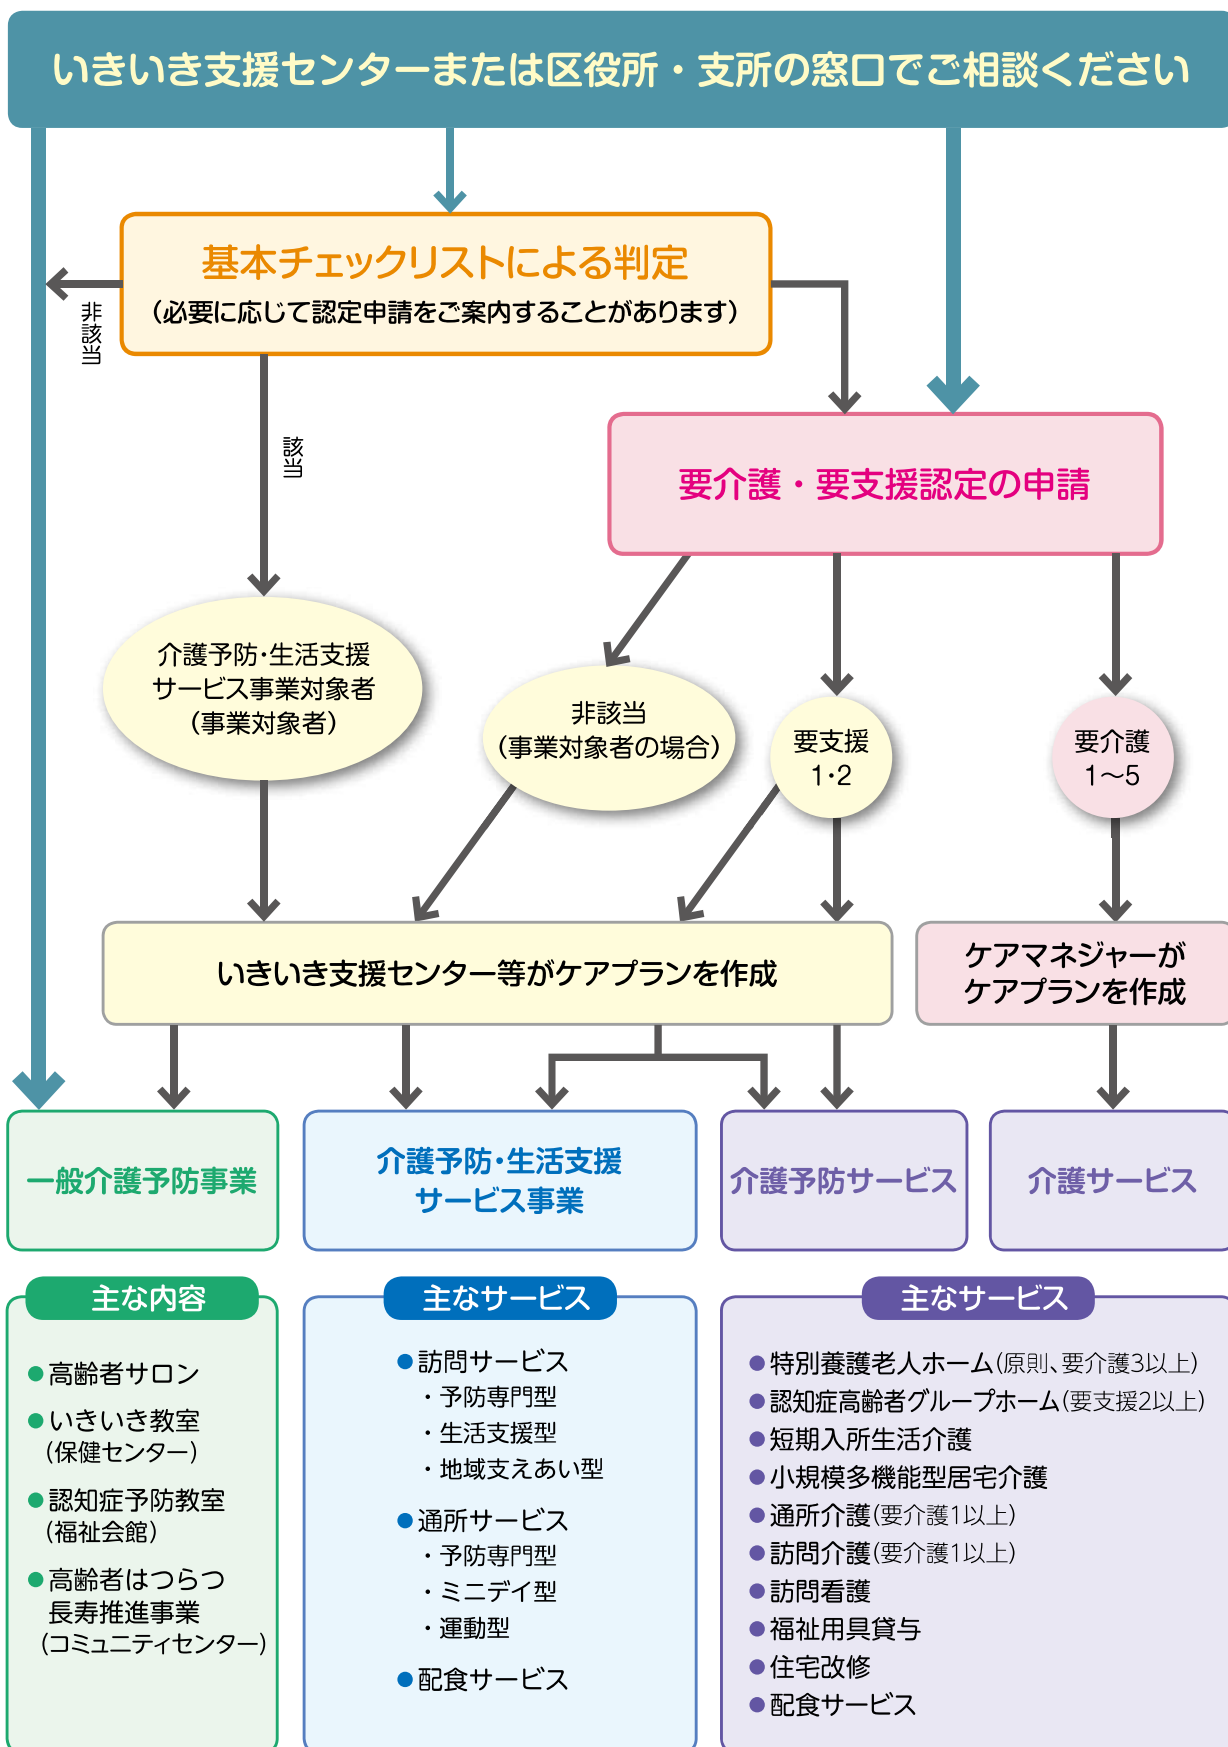 いきいき支援センターまたは区役所・支所の窓口でご相談ください
基本チェックリストによる判定
（必要に応じて認定申請をご案内することがあります）
非該当
該当
要介護・要支援認定の申請
介護予防・生活支援
サービス事業対象者
（事業対象者）
非該当
（事業対象者の場合）
要支援
1・2
要介護
1～5
いきいき支援センター等がケアプランを作成
ケアマネジャーが
ケアプランを作成
一般介護予防事業
介護予防・生活支援
サービス事業
介護予防サービス
介護サービス
主な内容
●高齢者サロン
●いきいき教室
（保健センター）
●認知症予防教室
（福祉会館）
●高齢者はつらつ
長寿推進事業
（コミュニティセンター）
主なサービス
●訪問サービス
・予防専門型
・生活支援型
・地域支えあい型
●通所サービス
・予防専門型
・ミニデイ型
・運動型
●配食サービス
主なサービス
●特別養護老人ホーム（原則、要介護3以上）
●認知症高齢者グループホーム（要支援2以上）
●短期入所生活介護
●小規模多機能型居宅介護
●通所介護（要介護1以上）
●訪問介護（要介護1以上）
●訪問看護
●福祉用具貸与
●住宅改修
●配食サービス